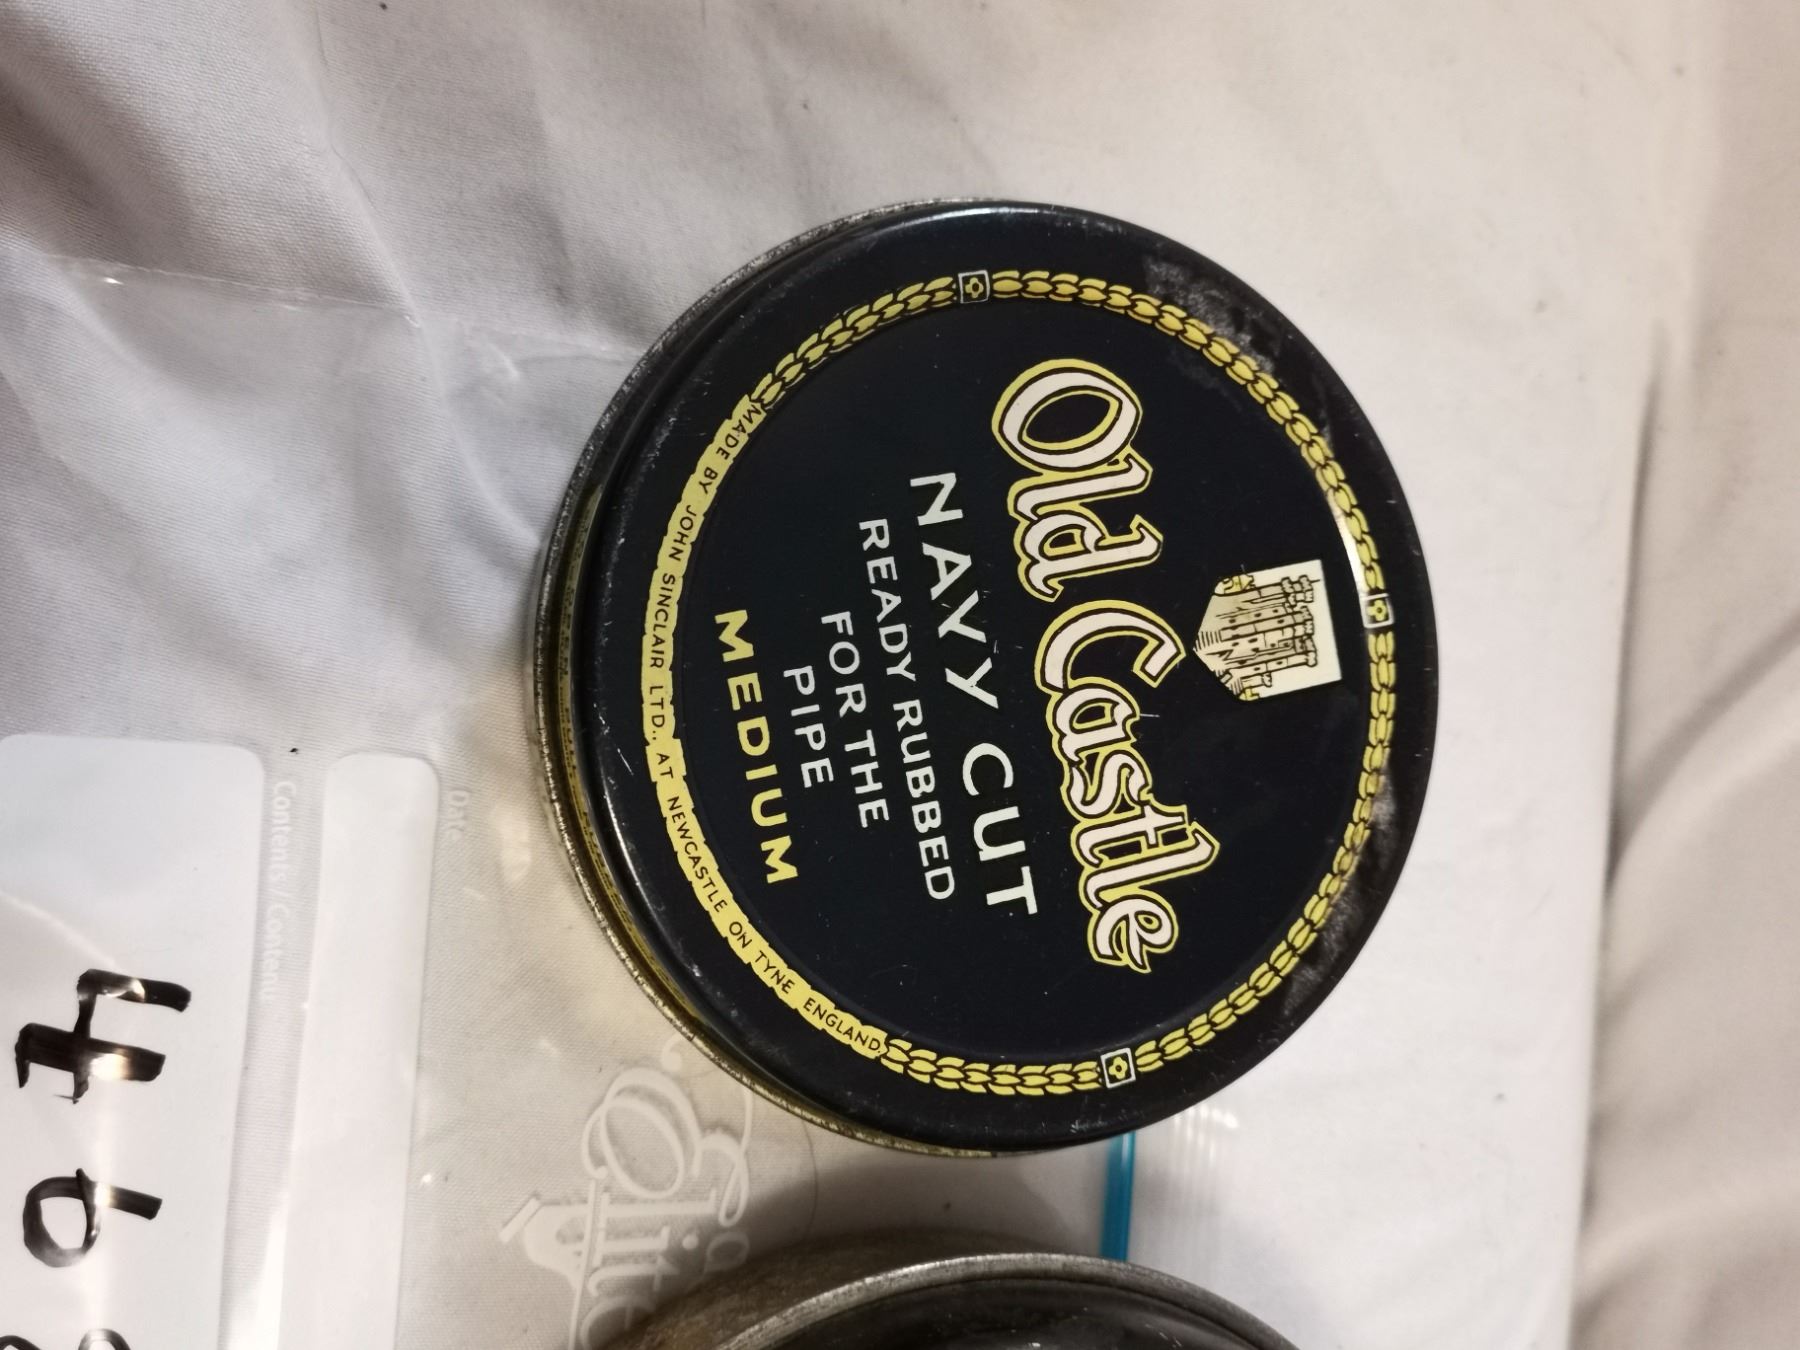 Old Castle
NAVY CUT
READY RUBBED
FOR THE
PIPE
MEDIUM
MADE BY JOHN SINCLAIR LTD., AT NEWCASTLE ON TYNE ENGLAND.
Date
Contents/Contenu
Elite